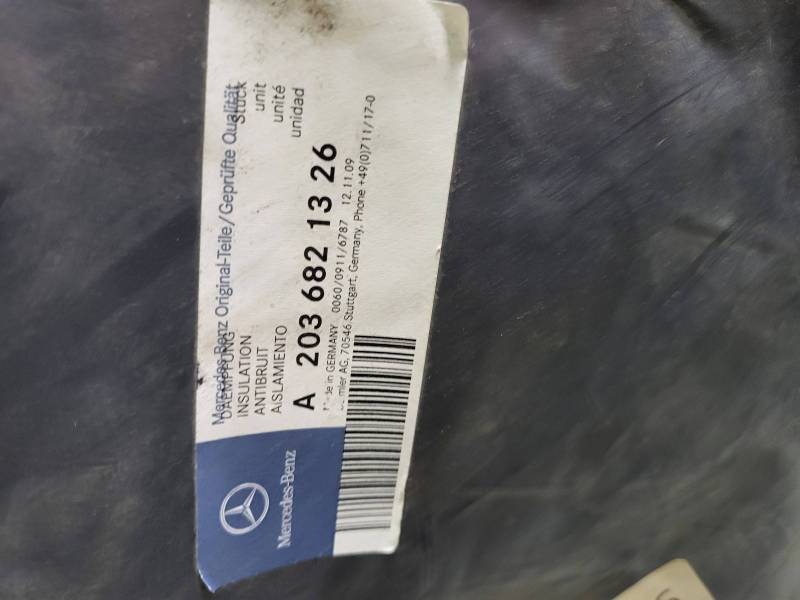 Mercedes-Benz Original-Teile/Geprüfte Qualität
DAEMPFUNG Stück
INSULATION unit
ANTIBRUIT unité
AISLAMIENTO unidad
A 203 682 13 26
in GERMANY 0060/0911/6787 12.11.09
AG, 70546 Stuttgart, Germany, Phone +49(0)711/17-0
Mercedes-Benz